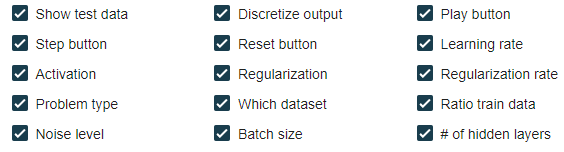 Show test data
Discretize output
Play button
Step button
Reset button
Learning rate
Activation
Regularization
Regularization rate
Problem type
Which dataset
Ratio train data
Noise level
Batch size
# of hidden layers